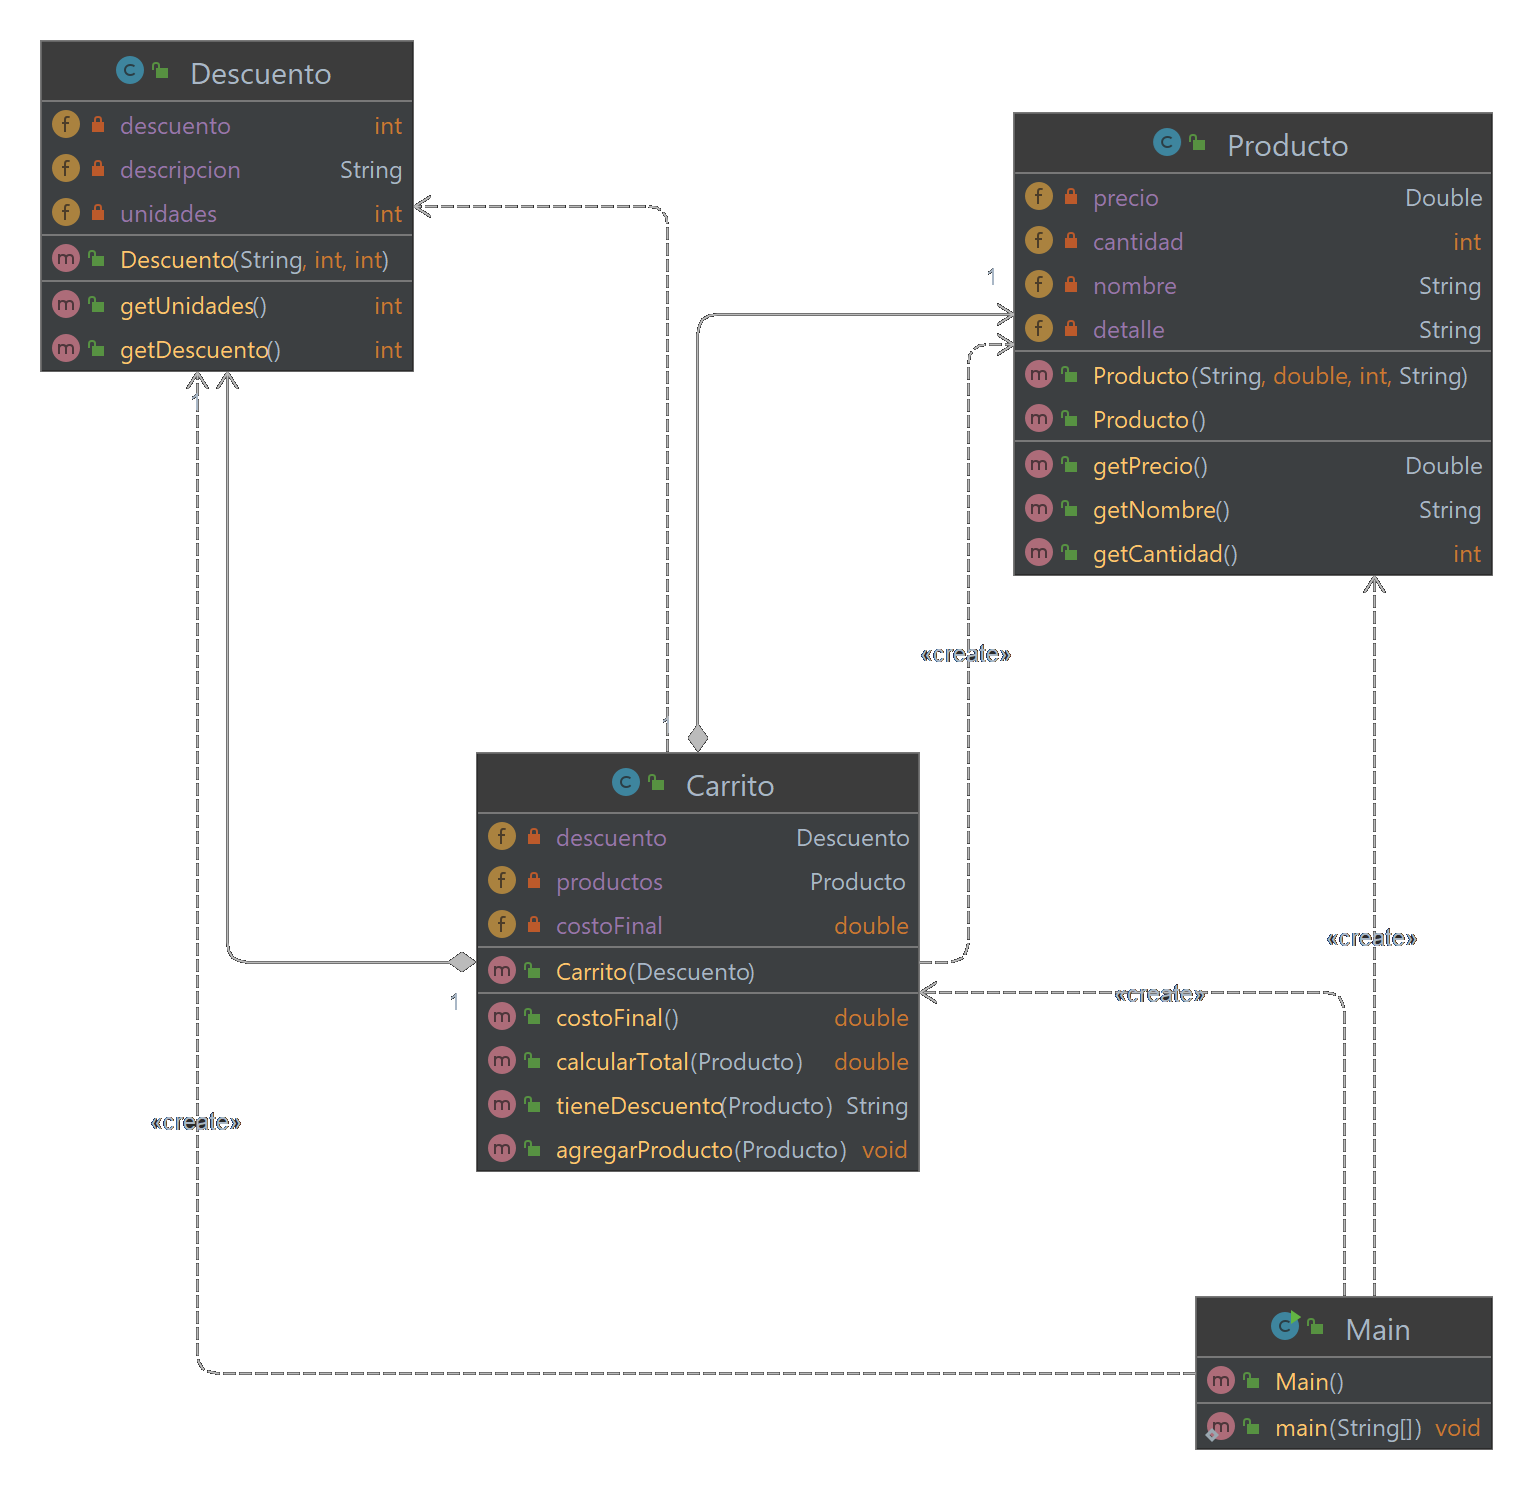 Descuento
descuento int
descripcion String
unidades int
Descuento(String, int, int)
getUnidades() int
getDescuento() int
1
Producto
precio Double
cantidad int
nombre String
detalle String
Producto(String, double, int, String)
Producto()
getPrecio() Double
getNombre() String
getCantidad() int
1
«create»
1
Carrito
descuento Descuento
productos Producto
costoFinal double
Carrito(Descuento)
costoFinal() double
calcularTotal(Producto) double
tieneDescuento(Producto) String
agregarProducto(Producto) void
1
«create»
«create»
«create»
Main
Main()
main(String[]) void